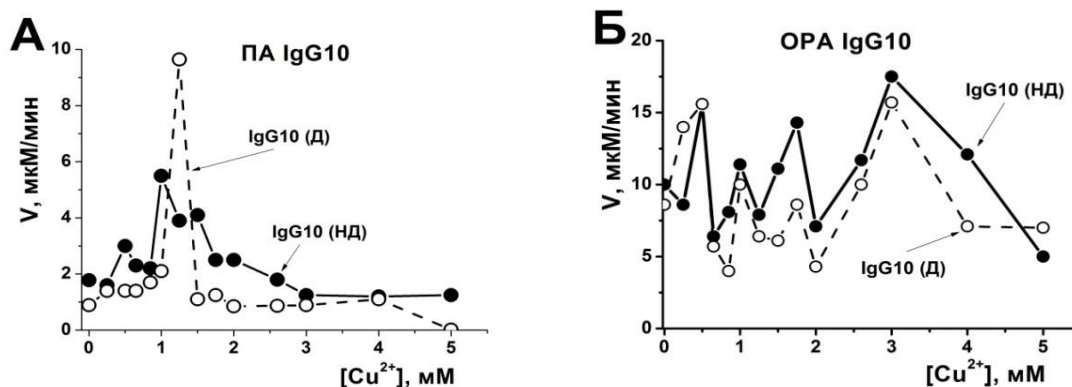 А
ПА IgG10
V, мкМ/мин
10
8
6
4
2
0
IgG10 (Д)
IgG10 (НД)
0 1 2 3 4 5
[Cu²⁺], мМ
Б
ОРА IgG10
V, мкМ/мин
20
15
10
5
0
IgG10 (НД)
IgG10 (Д)
0 1 2 3 4 5
[Cu²⁺], мМ